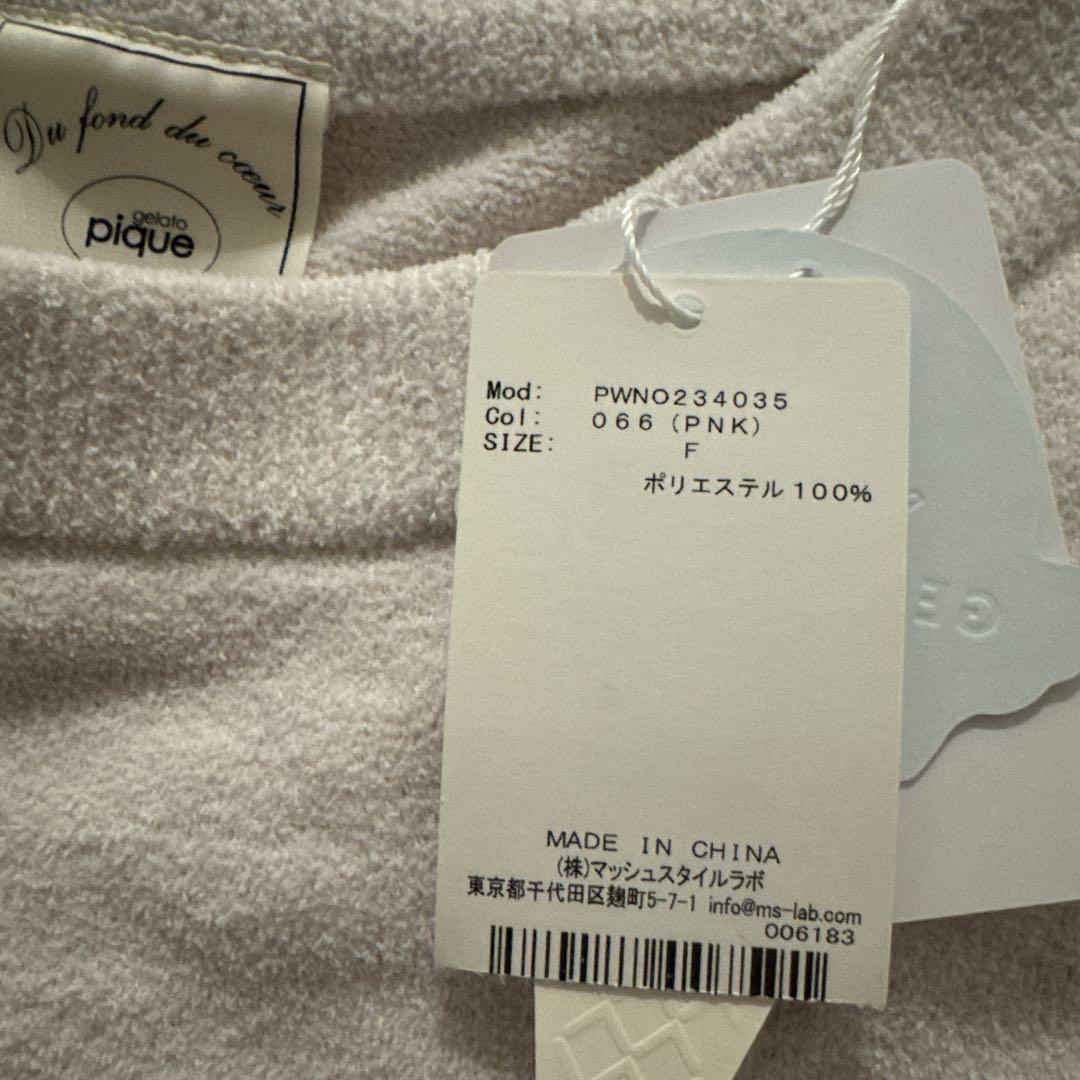 Du fond du cœur
gelato
pique
Mod: PWNO234035
Col: 066 (PNK)
SIZE: F
ポリエステル100%
MADE IN CHINA
(株)マッシュスタイルラボ
東京都千代田区麹町5-7-1 info@ms-lab.com
006183